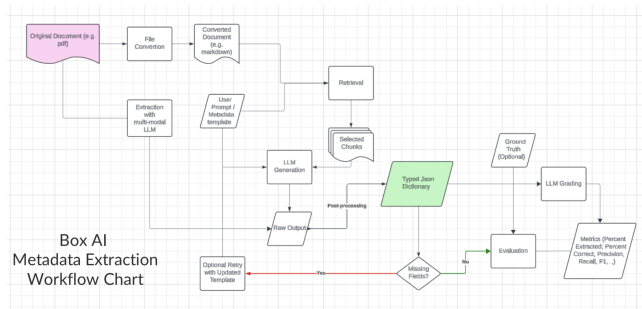 Original Document (e.g.
pdf)
File
Convertion
Converted
Document
(e.g.
markdown)
Extraction
with
multi-modal
LLM
User
Prompt /
Metadata
template
Retrieval
Selected
Chunks
LLM
Generation
Raw Output
Post-processing
Typed Json
Dictionary
Ground
Truth
(Optional)
LLM Grading
Metrics (Percent
Extracted; Percent
Correct, Precision,
Recall, F1, ..)
Evaluation
Missing
Fields?
No
Yes
Optional Retry
with Updated
Template
Box AI
Metadata Extraction
Workflow Chart